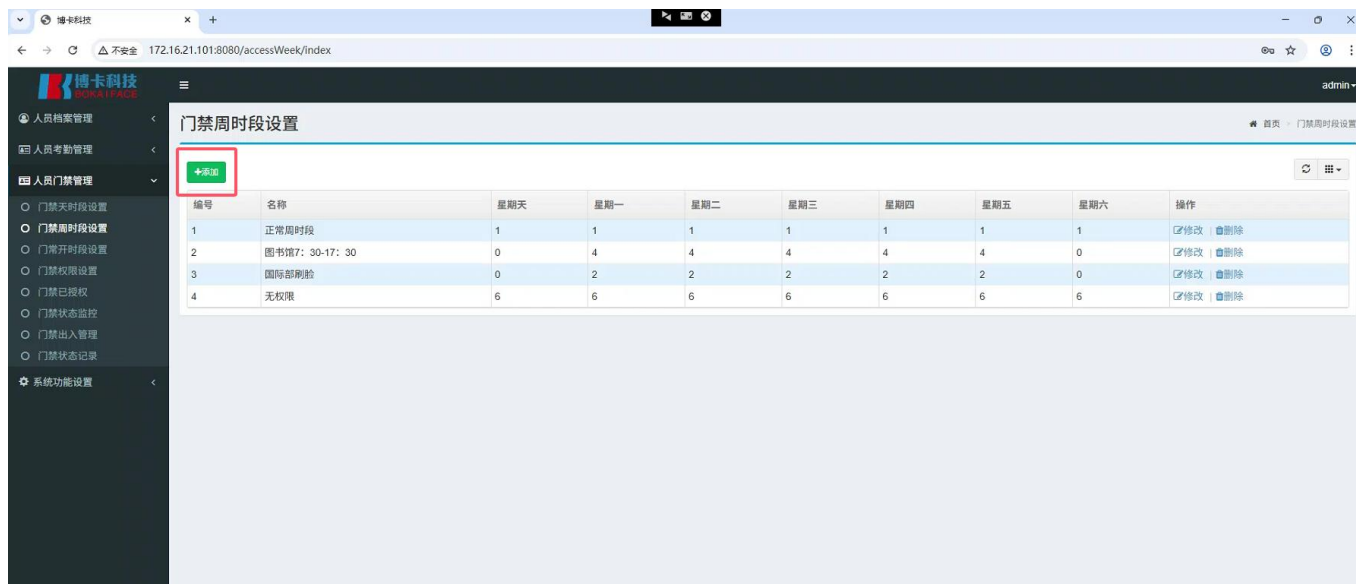 博卡科技
不安全 172.16.21.101:8080/accessWeek/index
博卡科技
BOKAIFACE
admin
人员档案管理
人员考勤管理
人员门禁管理
门禁天时段设置
门禁周时段设置
门常开时段设置
门禁权限设置
门禁已授权
门禁状态监控
门禁出入管理
门禁状态记录
系统功能设置
门禁周时段设置
首页 > 门禁周时段设置
+添加
编号 名称 星期天 星期一 星期二 星期三 星期四 星期五 星期六 操作
1 正常周时段 1 1 1 1 1 1 1 修改 | 删除
2 图书馆7：30-17：30 0 4 4 4 4 4 0 修改 | 删除
3 国际部刷脸 0 2 2 2 2 2 0 修改 | 删除
4 无权限 6 6 6 6 6 6 6 修改 | 删除